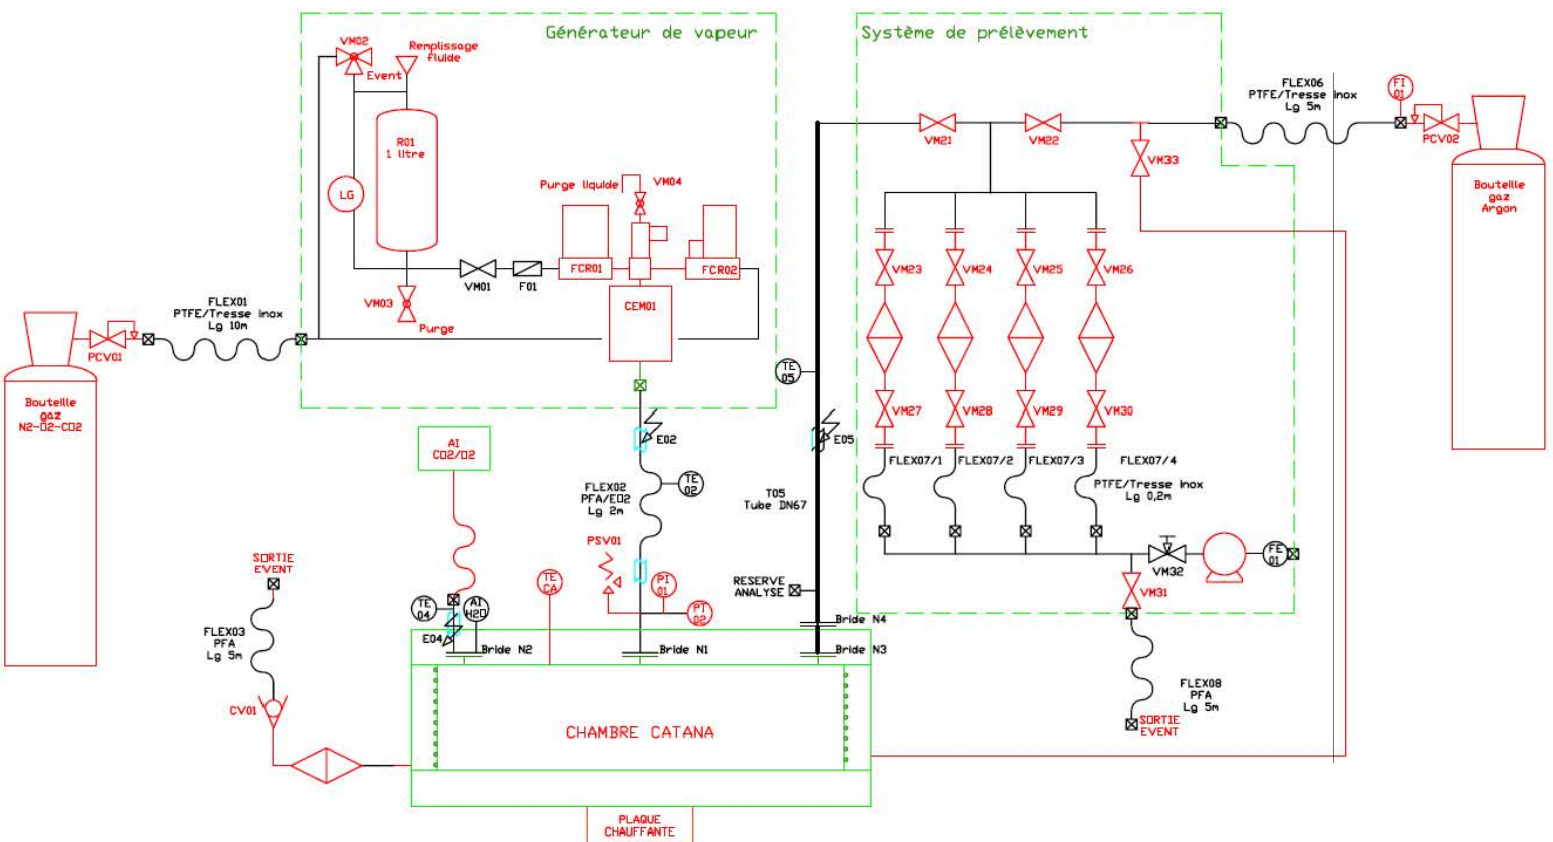 Générateur de vapeur
Système de prélèvement
VM02
Remplissage
fluide
Event
R01
1 litre
LG
Purge liquide
VM04
FCR01
FCR02
VM01
F01
CEM01
VM03
Purge
FLEX01
PTFE/Tresse inox
Lg 10m
PCV01
Bouteille
gaz
N2-O2-CO2
FLEX06
PTFE/Tresse inox
Lg 5m
FI
01
PCV02
Bouteille
gaz
Argon
VM21
VM22
VM33
VM23
VM24
VM25
VM26
VM27
VM28
VM29
VM30
TE
05
E05
E02
TE
02
FLEX02
PFA/E02
Lg 2m
T05
Tube DN67
FLEX07/1
FLEX07/2
FLEX07/3
FLEX07/4
PTFE/Tresse inox
Lg 0,2m
AI
CO2/O2
PSV01
PI
01
PT
02
TE
CA
TE
04
AI
H2O
E04
RESERVE
ANALYSE
VM32
FE
01
VM31
SORTIE
EVENT
FLEX03
PFA
Lg 5m
CV01
Bride N2
Bride N1
Bride N4
Bride N3
FLEX08
PFA
Lg 5m
SORTIE
EVENT
CHAMBRE CATANA
PLAQUE
CHAUFFANTE